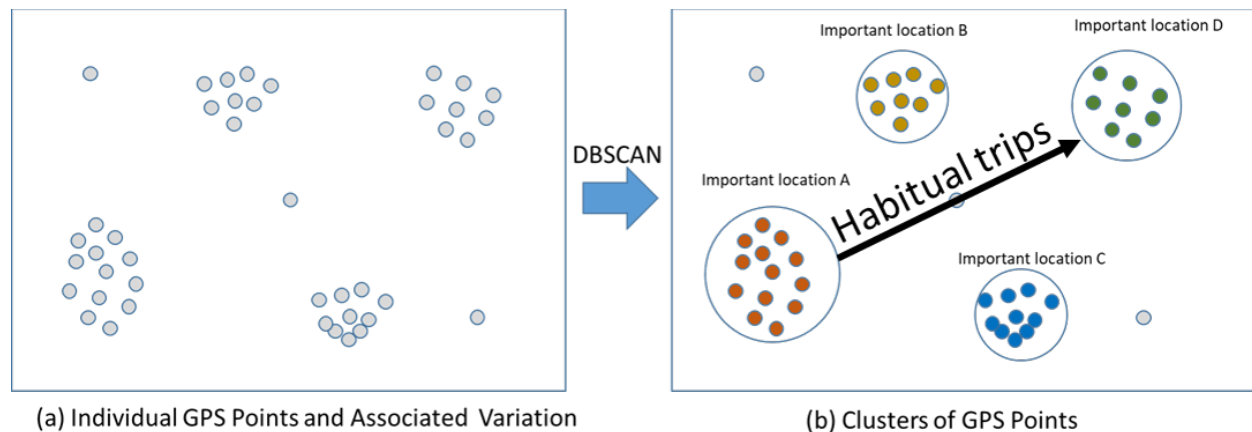 Important location B
Important location D
DBSCAN
Important location A
Habitual trips
Important location C
(a) Individual GPS Points and Associated Variation
(b) Clusters of GPS Points